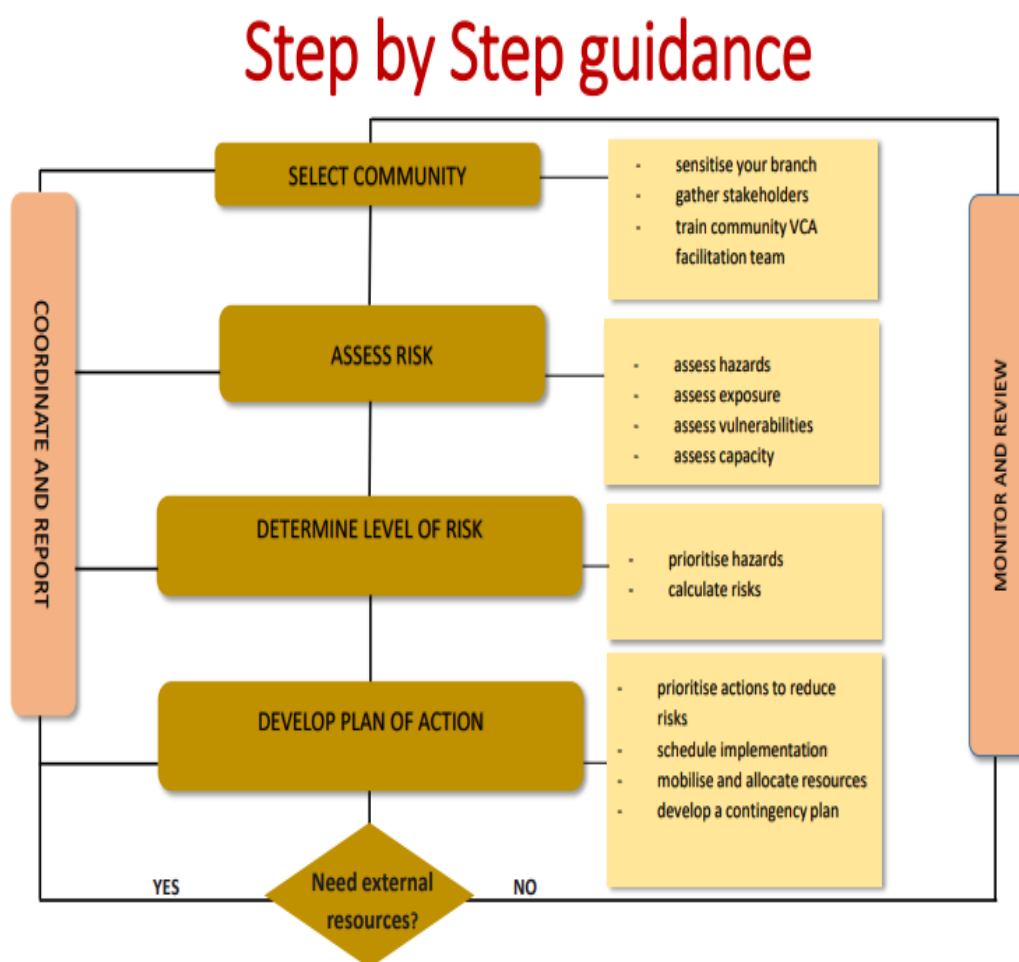 Step by Step guidance
SELECT COMMUNITY
- sensitise your branch
- gather stakeholders
- train community VCA
facilitation team
COORDINATE AND REPORT
ASSESS RISK
- assess hazards
- assess exposure
- assess vulnerabilities
- assess capacity
MONITOR AND REVIEW
DETERMINE LEVEL OF RISK
- prioritise hazards
- calculate risks
DEVELOP PLAN OF ACTION
- prioritise actions to reduce
risks
- schedule implementation
- mobilise and allocate resources
- develop a contingency plan
YES
Need external
resources?
NO